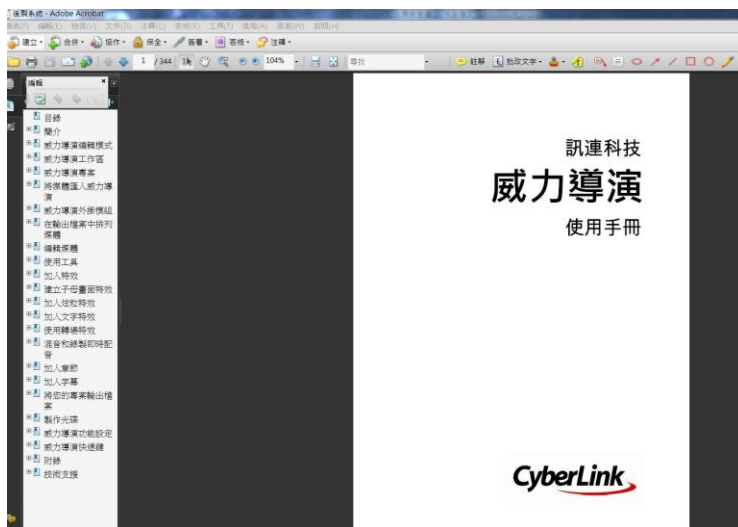 後製系統 - Adobe Acrobat
建立 合併 協作 保全 簽署 表格 注釋
1 / 344 104% 尋找 註解 批改文字
編輯
目錄
簡介
威力導演編輯模式
威力導演工作區
威力導演專案
將媒體匯入威力導
演
威力導演外掛模組
在輸出檔案中排列
媒體
編輯媒體
使用工具
加入特效
建立子母畫面特效
加入炫粒特效
加入文字特效
使用轉場特效
混音和錄製即時配
音
加入章節
加入字幕
將您的專案輸出檔
案
製作光碟
威力導演功能設定
威力導演快速鍵
附錄
技術支援
訊連科技
威力導演
使用手冊
CyberLink